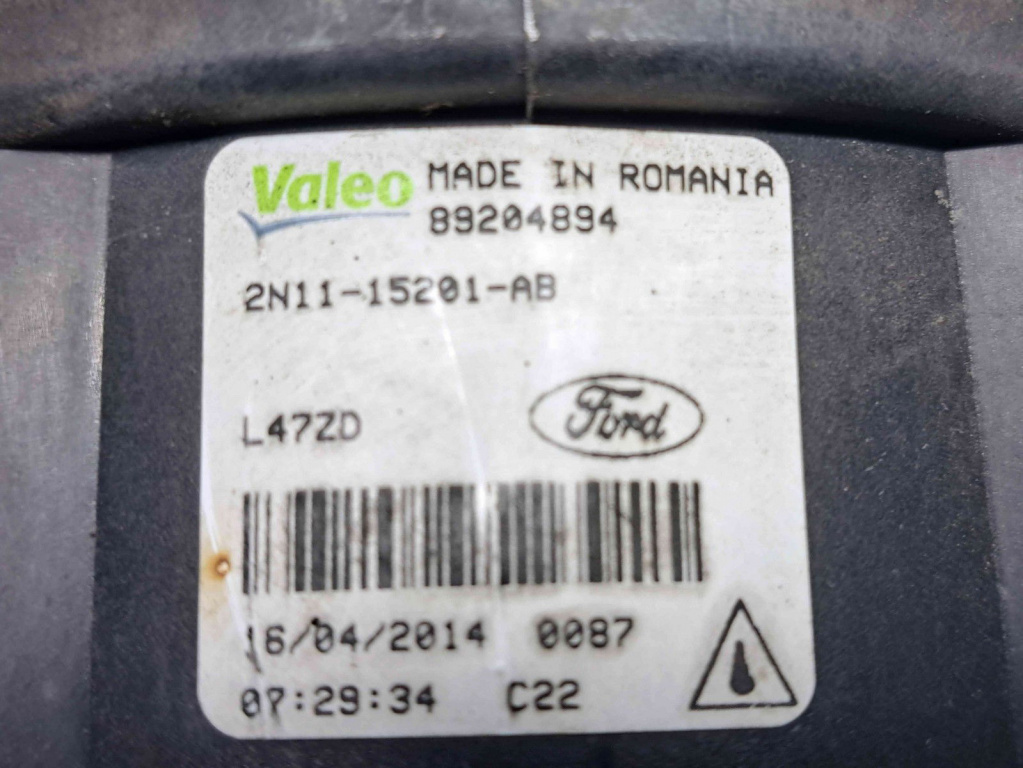 Valeo MADE IN ROMANIA
89204894
2N11-15201-AB
L47ZD
Ford
16/04/2014 0087
07:29:34 C22